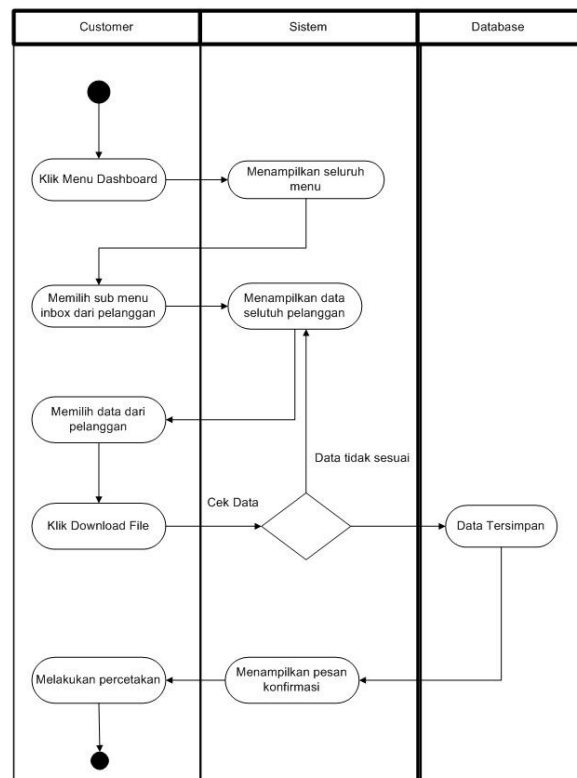 Customer
Sistem
Database
Klik Menu Dashboard
Menampilkan seluruh
menu
Memilih sub menu
inbox dari pelanggan
Menampilkan data
selutuh pelanggan
Memilih data dari
pelanggan
Data tidak sesuai
Cek Data
Klik Download File
Data Tersimpan
Melakukan percetakan
Menampilkan pesan
konfirmasi